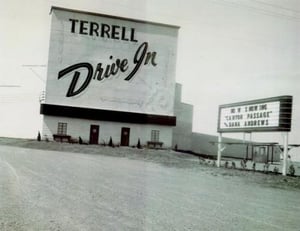 TERRELL
Drive In
NOW SHOWING
"CANYON PASSAGE"
DANA ANDREWS